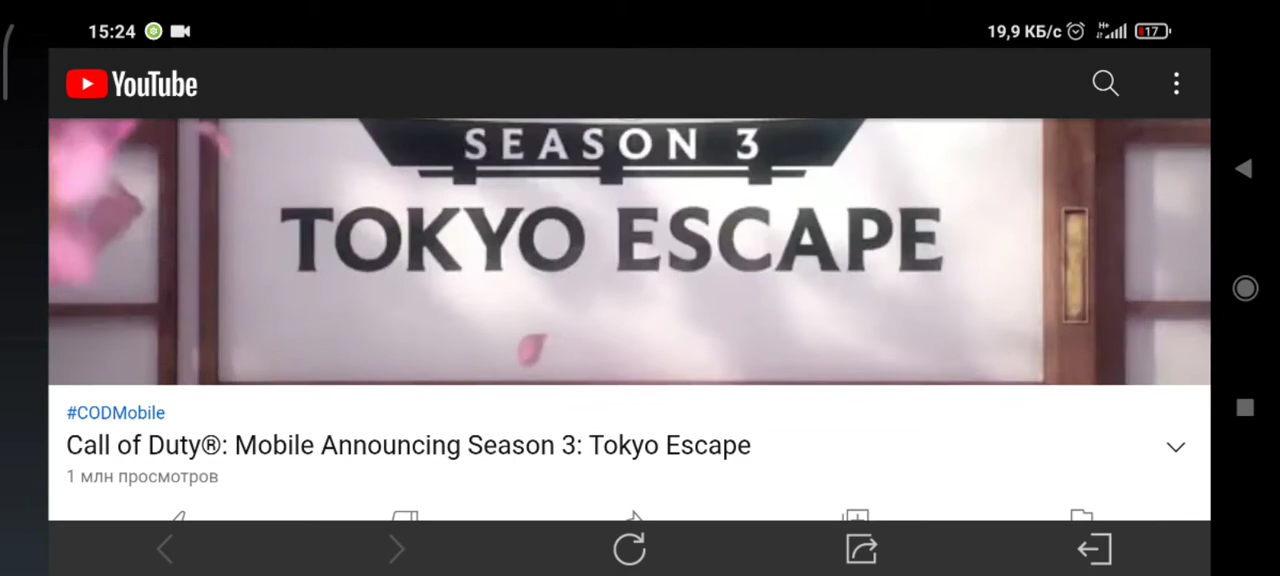 15:24
19,9 КБ/с
H+
17
YouTube
SEASON 3
TOKYO ESCAPE
#CODMobile
Call of Duty®: Mobile Announcing Season 3: Tokyo Escape
1 млн просмотров